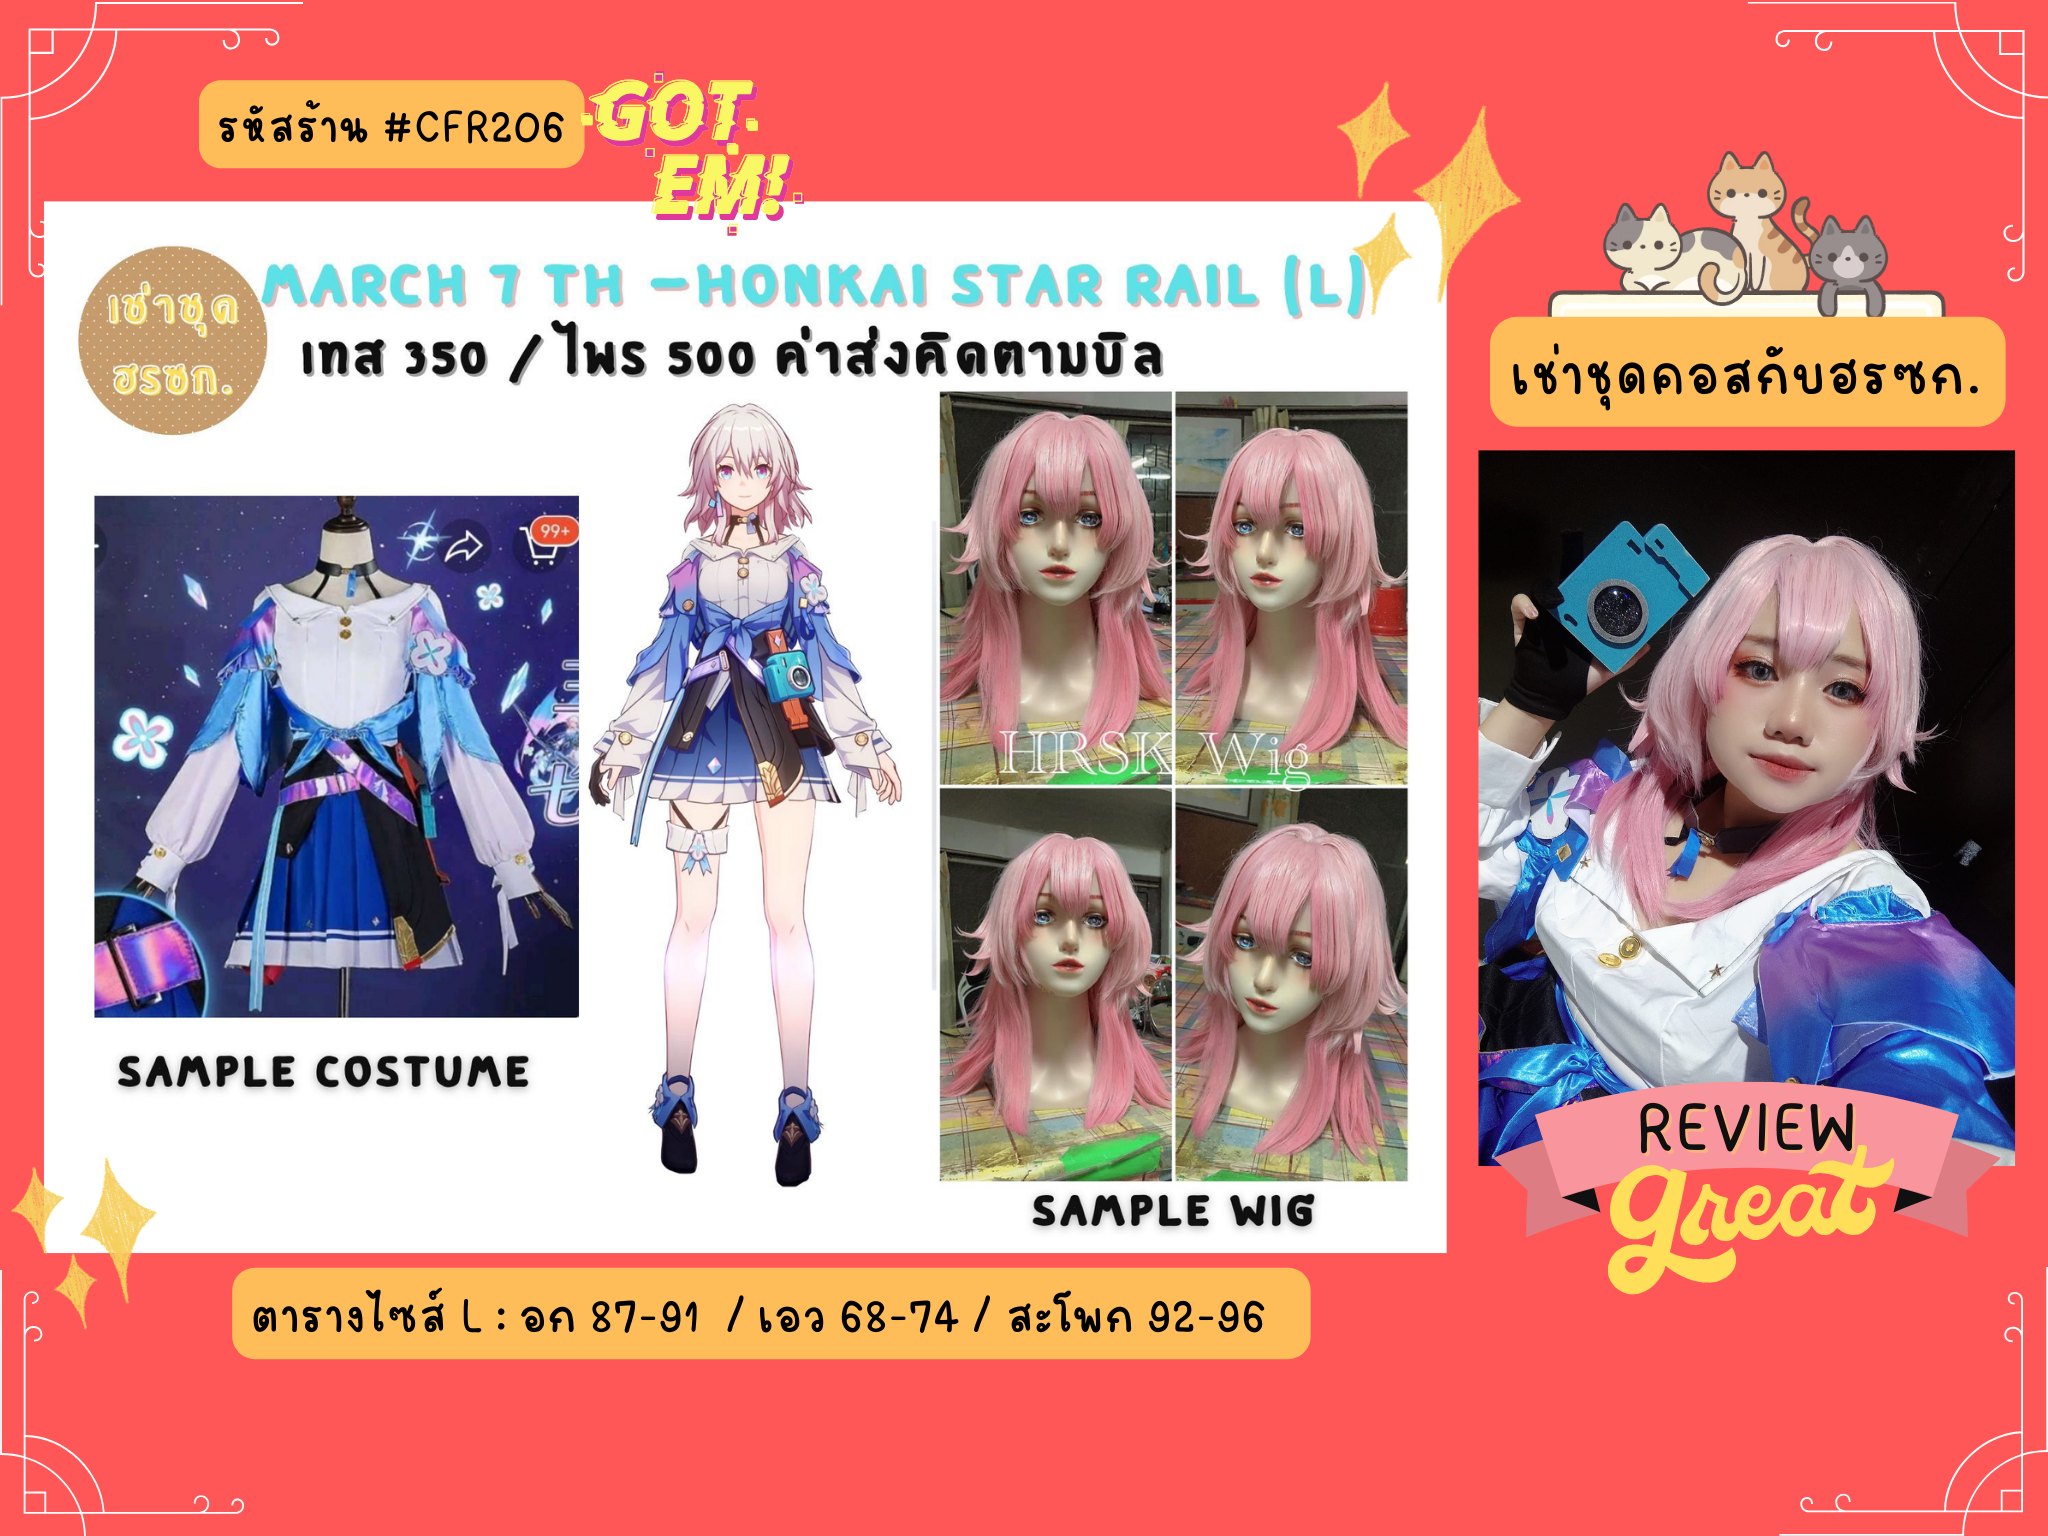 รหัสร้าน #CFR206
GOT
EM!
เช่าชุด
ฮรซก.
MARCH 7 TH -HONKAI STAR RAIL (L)
เทส 350 / ไพร 500 ค่าส่งคิดตามบิล
99+
HRSK Wig
SAMPLE COSTUME
SAMPLE WIG
เช่าชุดคอสกับฮรซก.
REVIEW
great
ตารางไซส์ L : อก 87-91 / เอว 68-74 / สะโพก 92-96